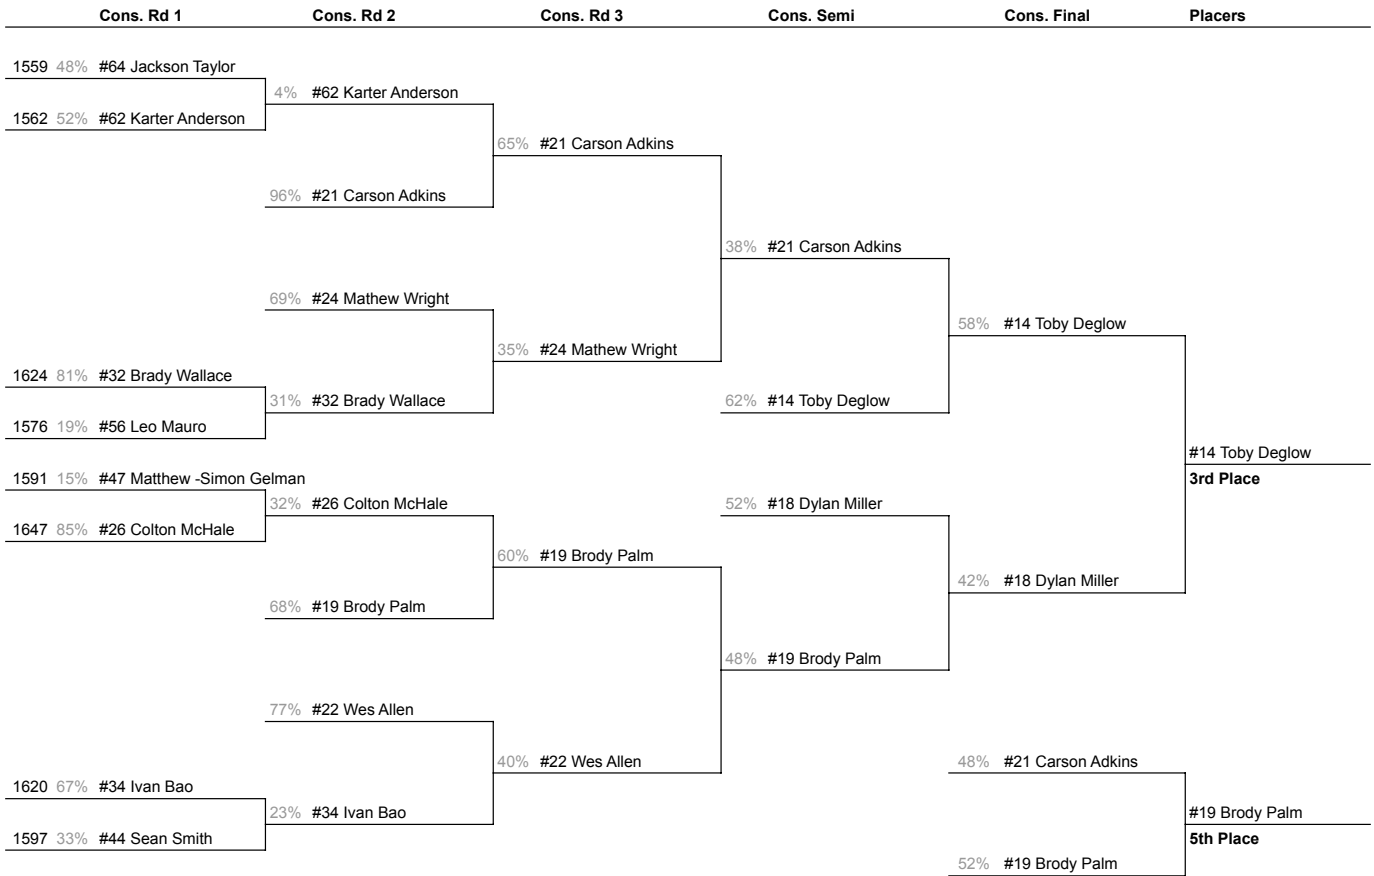 Cons. Rd 1 Cons. Rd 2 Cons. Rd 3 Cons. Semi Cons. Final Placers
1559 48% #64 Jackson Taylor
4% #62 Karter Anderson
1562 52% #62 Karter Anderson
65% #21 Carson Adkins
96% #21 Carson Adkins
38% #21 Carson Adkins
69% #24 Mathew Wright
58% #14 Toby Deglow
35% #24 Mathew Wright
1624 81% #32 Brady Wallace
31% #32 Brady Wallace
62% #14 Toby Deglow
1576 19% #56 Leo Mauro
#14 Toby Deglow
1591 15% #47 Matthew -Simon Gelman
3rd Place
32% #26 Colton McHale
52% #18 Dylan Miller
1647 85% #26 Colton McHale
60% #19 Brody Palm
42% #18 Dylan Miller
68% #19 Brody Palm
48% #19 Brody Palm
77% #22 Wes Allen
40% #22 Wes Allen
48% #21 Carson Adkins
1620 67% #34 Ivan Bao
23% #34 Ivan Bao
#19 Brody Palm
1597 33% #44 Sean Smith
5th Place
52% #19 Brody Palm